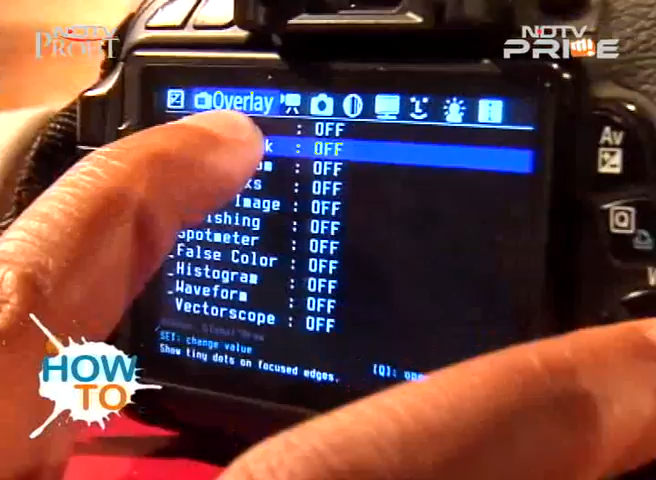 NDTV
PROFIT
NDTV
PRIME
Overlay
: OFF
k : OFF
m : OFF
ks : OFF
Image : OFF
ishing : OFF
Spotmeter : OFF
False Color : OFF
Histogram : OFF
Waveform : OFF
Vectorscope : OFF
SET: change value
Show tiny dots on focused edges.
[Q]:
Av
Q
HOW
TO